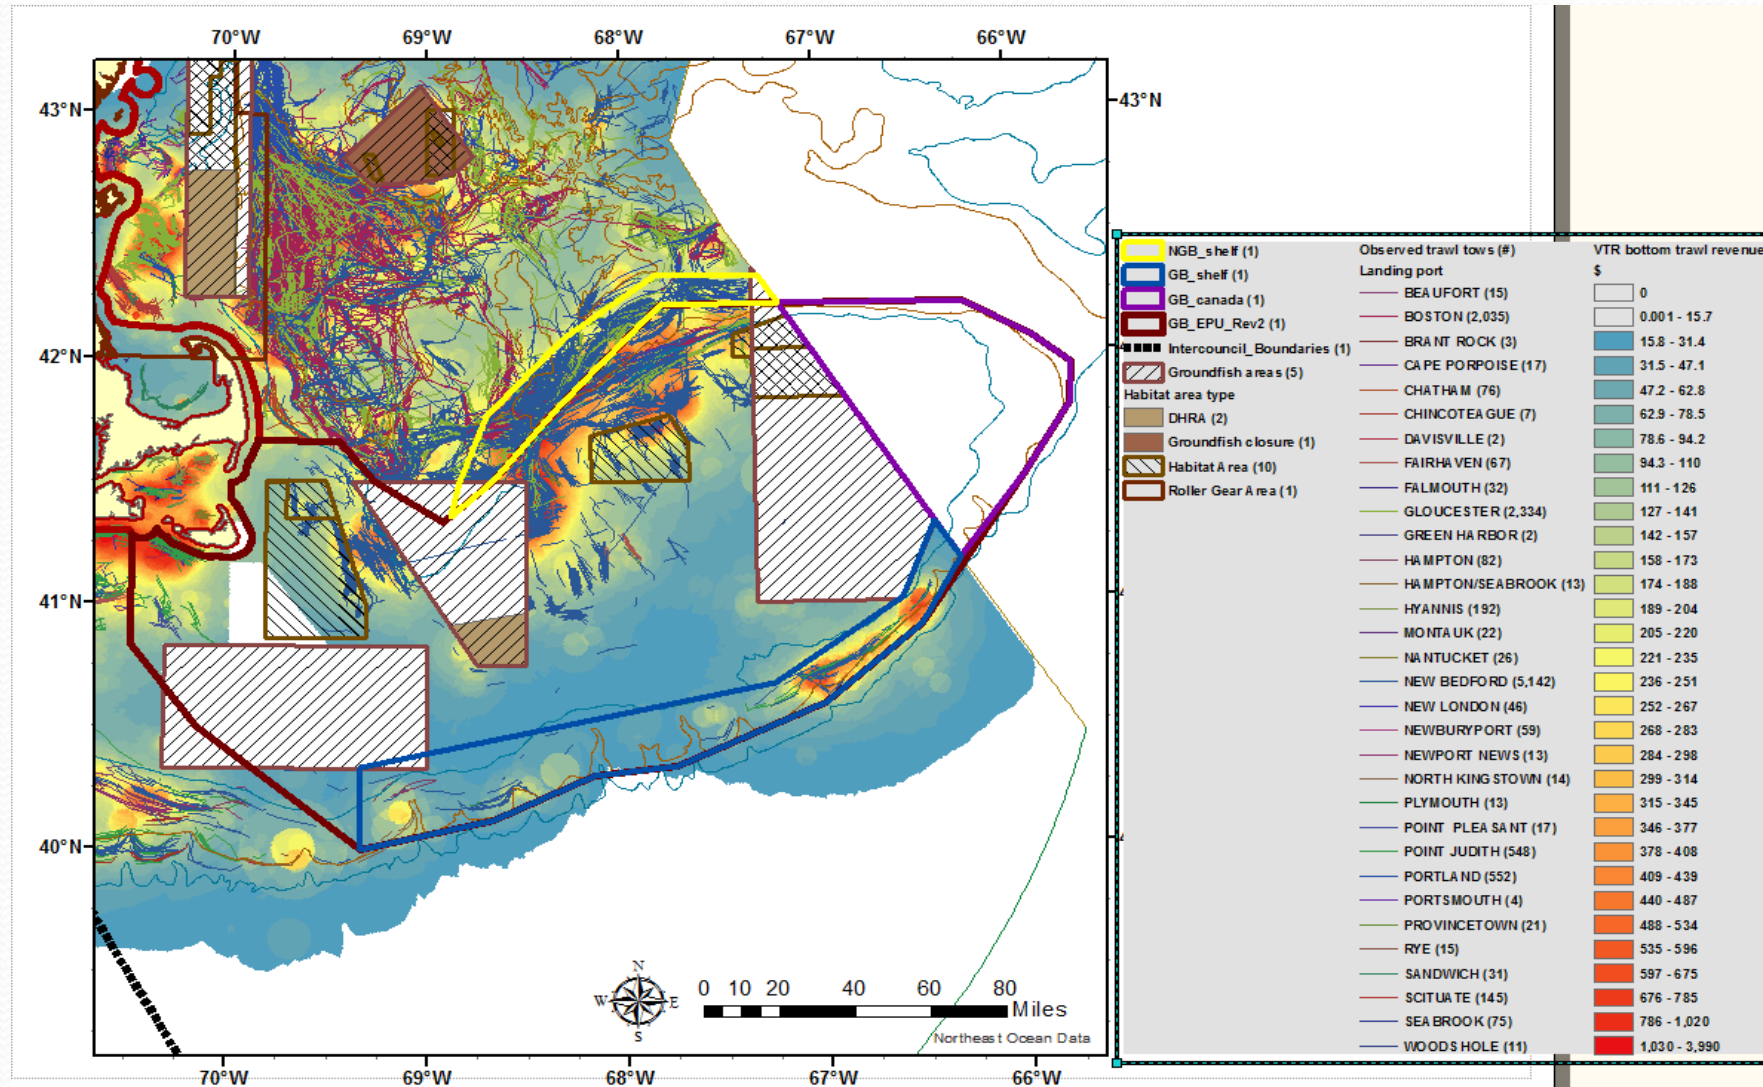 70°W 69°W 68°W 67°W 66°W
43°N 43°N
42°N
41°N
40°N
N
W E
S
0 10 20 40 60 80
Miles
Northeast Ocean Data
70°W 69°W 68°W 67°W 66°W
NGB_shelf (1)
GB_shelf (1)
GB_canada (1)
GB_EPU_Rev2 (1)
Intercouncil_Boundaries (1)
Groundfish areas (5)
Habitat area type
DHRA (2)
Groundfish closure (1)
Habitat Area (10)
Roller Gear Area (1)
Observed trawl tows (#)
Landing port
BEAUFORT (15)
BOSTON (2,035)
BRANT ROCK (3)
CAPE PORPOISE (17)
CHATHAM (76)
CHINCOTEAGUE (7)
DAVISVILLE (2)
FAIRHAVEN (67)
FALMOUTH (32)
GLOUCESTER (2,334)
GREEN HARBOR (2)
HAMPTON (82)
HAMPTON/SEABROOK (13)
HYANNIS (192)
MONTAUK (22)
NANTUCKET (26)
NEW BEDFORD (5,142)
NEW LONDON (46)
NEWBURYPORT (59)
NEWPORT NEWS (13)
NORTH KINGSTOWN (14)
PLYMOUTH (13)
POINT PLEASANT (17)
POINT JUDITH (548)
PORTLAND (552)
PORTSMOUTH (4)
PROVINCETOWN (21)
RYE (15)
SANDWICH (31)
SCITUATE (145)
SEABROOK (75)
WOODS HOLE (11)
VTR bottom trawl revenue
$
0
0.001 - 15.7
15.8 - 31.4
31.5 - 47.1
47.2 - 62.8
62.9 - 78.5
78.6 - 94.2
94.3 - 110
111 - 126
127 - 141
142 - 157
158 - 173
174 - 188
189 - 204
205 - 220
221 - 235
236 - 251
252 - 267
268 - 283
284 - 298
299 - 314
315 - 345
346 - 377
378 - 408
409 - 439
440 - 487
488 - 534
535 - 596
597 - 675
676 - 785
786 - 1,020
1,030 - 3,990